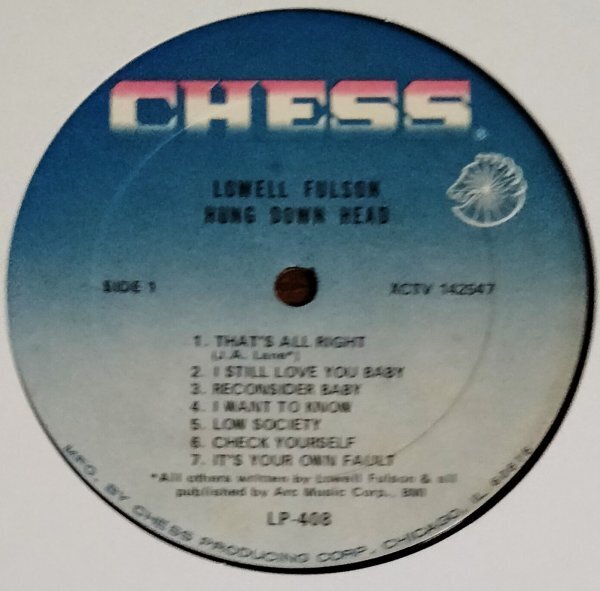 CHESS®
LOWELL FULSON
HUNG DOWN HEAD
SIDE 1
XCTV 142547
1. THAT'S ALL RIGHT
(J.A. Lane*)
2. I STILL LOVE YOU BABY
3. RECONSIDER BABY
4. I WANT TO KNOW
5. LOW SOCIETY
6. CHECK YOURSELF
7. IT'S YOUR OWN FAULT
*All others written by Lowell Fulson & all
published by Arc Music Corp., BMI
LP-408
MFG. BY CHESS PRODUCING CORP., CHICAGO, IL 60616